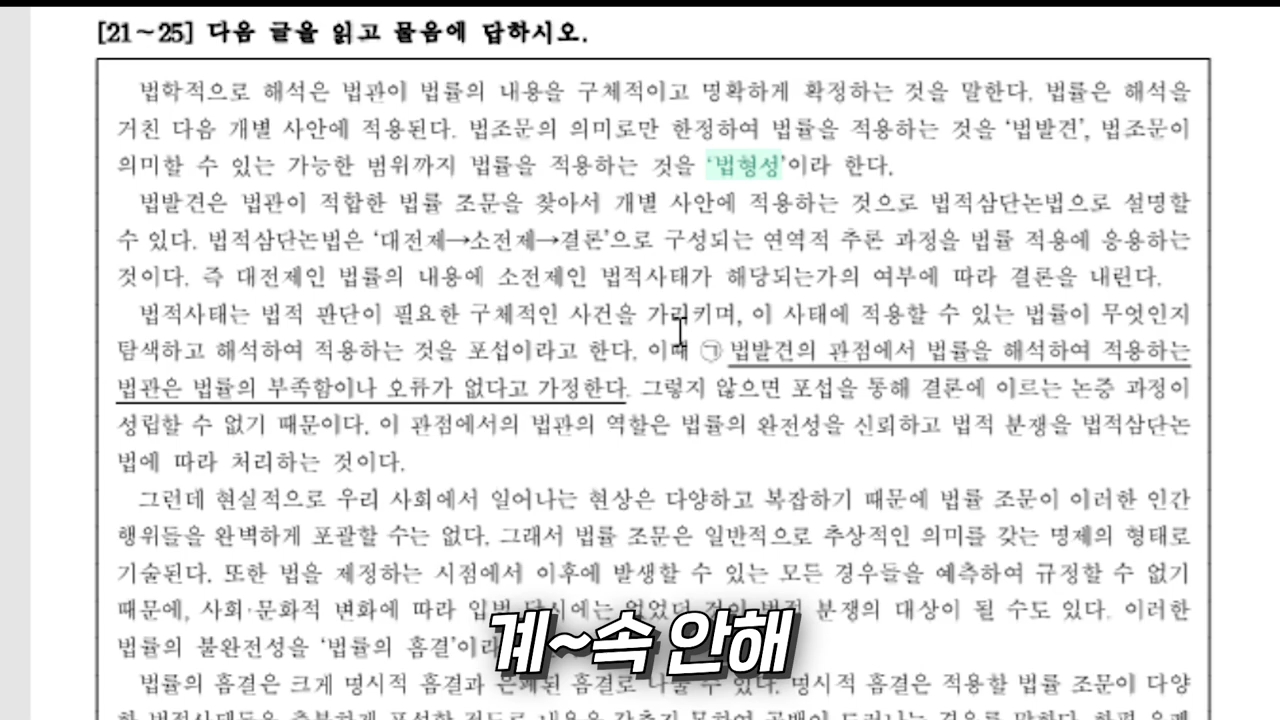 [21~25] 다음 글을 읽고 물음에 답하시오.
법학적으로 해석은 법관이 법률의 내용을 구체적이고 명확하게 확정하는 것을 말한다. 법률은 해석을
거친 다음 개별 사안에 적용된다. 법조문의 의미로만 한정하여 법률을 적용하는 것을 ‘법발견’, 법조문이
의미할 수 있는 가능한 범위까지 법률을 적용하는 것을 ‘법형성’이라 한다.
법발견은 법관이 적합한 법률 조문을 찾아서 개별 사안에 적용하는 것으로 법적삼단논법으로 설명할
수 있다. 법적삼단논법은 ‘대전제→소전제→결론’으로 구성되는 연역적 추론 과정을 법률 적용에 응용하는
것이다. 즉 대전제인 법률의 내용에 소전제인 법적사태가 해당되는가의 여부에 따라 결론을 내린다.
법적사태는 법적 판단이 필요한 구체적인 사건을 가리키며, 이 사태에 적용할 수 있는 법률이 무엇인지
탐색하고 해석하여 적용하는 것을 포섭이라고 한다. 이때 ㉠ 법발견의 관점에서 법률을 해석하여 적용하는
법관은 법률의 부족함이나 오류가 없다고 가정한다. 그렇지 않으면 포섭을 통해 결론에 이르는 논증 과정이
성립할 수 없기 때문이다. 이 관점에서의 법관의 역할은 법률의 완전성을 신뢰하고 법적 분쟁을 법적삼단논
법에 따라 처리하는 것이다.
그런데 현실적으로 우리 사회에서 일어나는 현상은 다양하고 복잡하기 때문에 법률 조문이 이러한 인간
행위들을 완벽하게 포괄할 수는 없다. 그래서 법률 조문은 일반적으로 추상적인 의미를 갖는 명제의 형태로
기술된다. 또한 법을 제정하는 시점에서 이후에 발생할 수 있는 모든 경우들을 예측하여 규정할 수 없기
때문에, 사회·문화적 변화에 따라 입법 당시에는 없었던 것이 법적 분쟁의 대상이 될 수도 있다. 이러한
법률의 불완전성을 ‘법률의 흠결’이라
계~속 안해
법률의 흠결은 크게 명시적 흠결과 은폐된 흠결로 나눌 수 있다. 명시적 흠결은 적용할 법률 조문이 다양